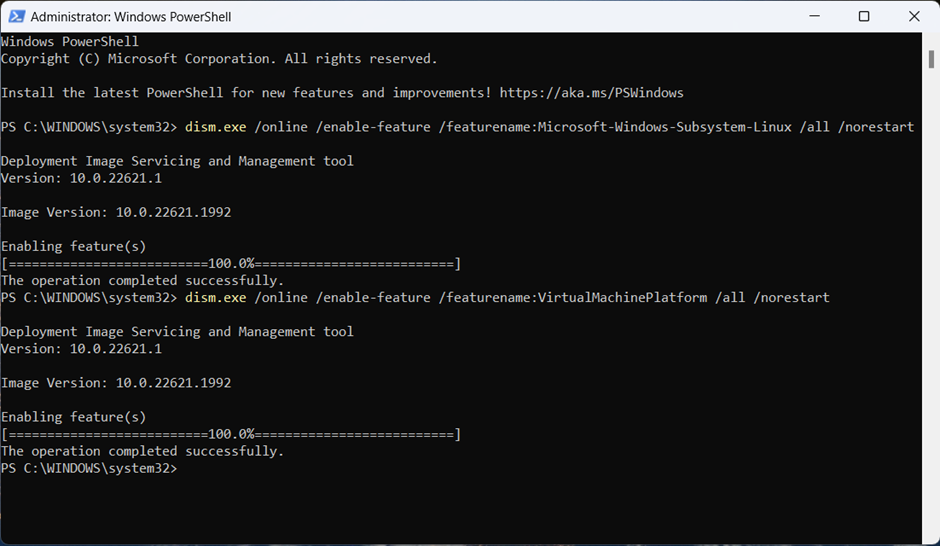 Administrator: Windows PowerShell
Windows PowerShell
Copyright (C) Microsoft Corporation. All rights reserved.
Install the latest PowerShell for new features and improvements! https://aka.ms/PSWindows
PS C:\WINDOWS\system32> dism.exe /online /enable-feature /featurename:Microsoft-Windows-Subsystem-Linux /all /norestart
Deployment Image Servicing and Management tool
Version: 10.0.22621.1
Image Version: 10.0.22621.1992
Enabling feature(s)
[==========================100.0%==========================]
The operation completed successfully.
PS C:\WINDOWS\system32> dism.exe /online /enable-feature /featurename:VirtualMachinePlatform /all /norestart
Deployment Image Servicing and Management tool
Version: 10.0.22621.1
Image Version: 10.0.22621.1992
Enabling feature(s)
[==========================100.0%==========================]
The operation completed successfully.
PS C:\WINDOWS\system32>